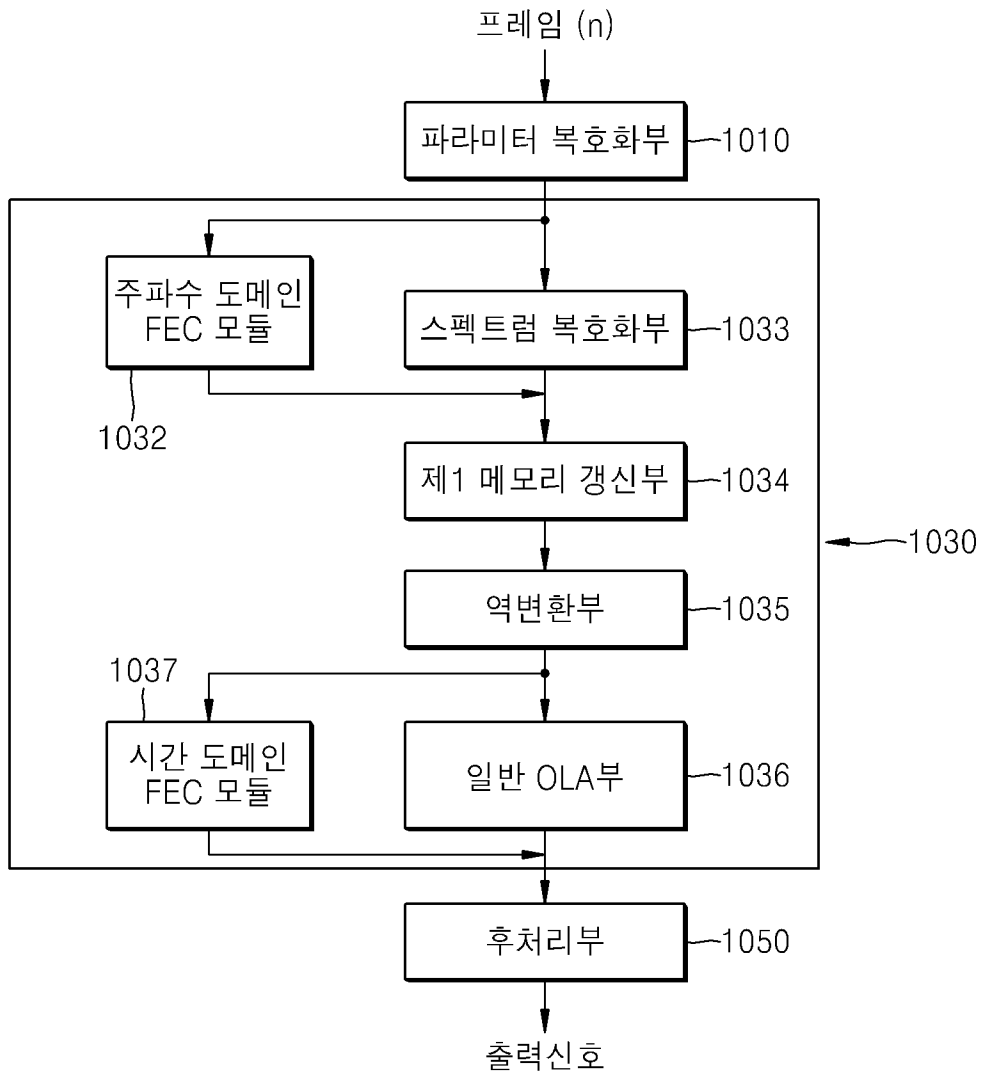 프레임 (n)
파라미터 복호화부
1010
주파수 도메인
FEC 모듈
1032
스펙트럼 복호화부
1033
제1 메모리 갱신부
1034
1030
역변환부
1035
1037
시간 도메인
FEC 모듈
일반 OLA부
1036
후처리부
1050
출력신호